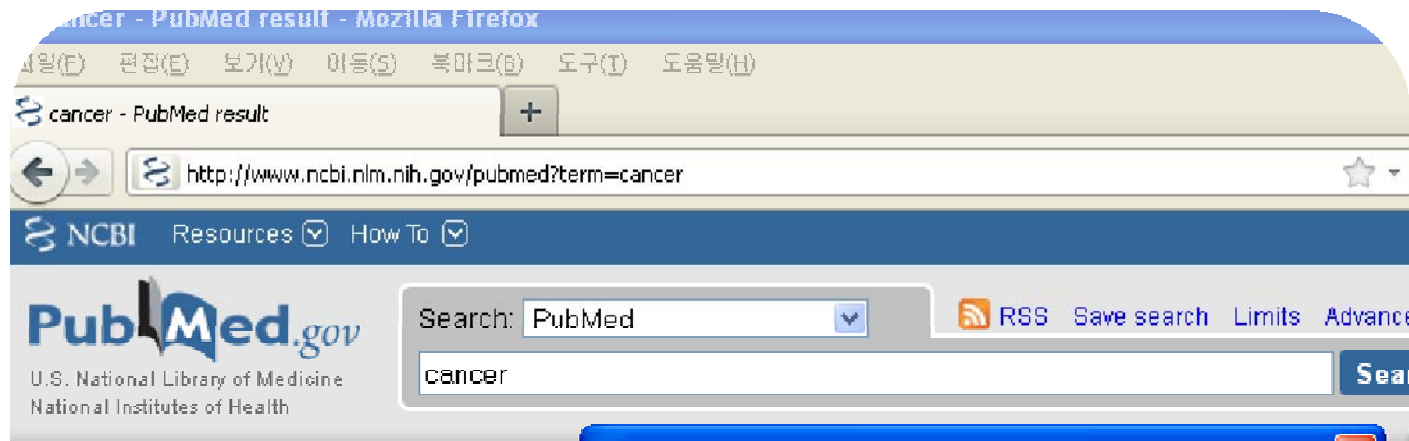 cancer - PubMed result - Mozilla Firefox
파일(F) 편집(E) 보기(V) 이동(S) 북마크(B) 도구(T) 도움말(H)
cancer - PubMed result +
http://www.ncbi.nlm.nih.gov/pubmed?term=cancer
NCBI Resources How To
PubMed.gov
U.S. National Library of Medicine
National Institutes of Health
Search: PubMed
RSS Save search Limits Advance
cancer Sear